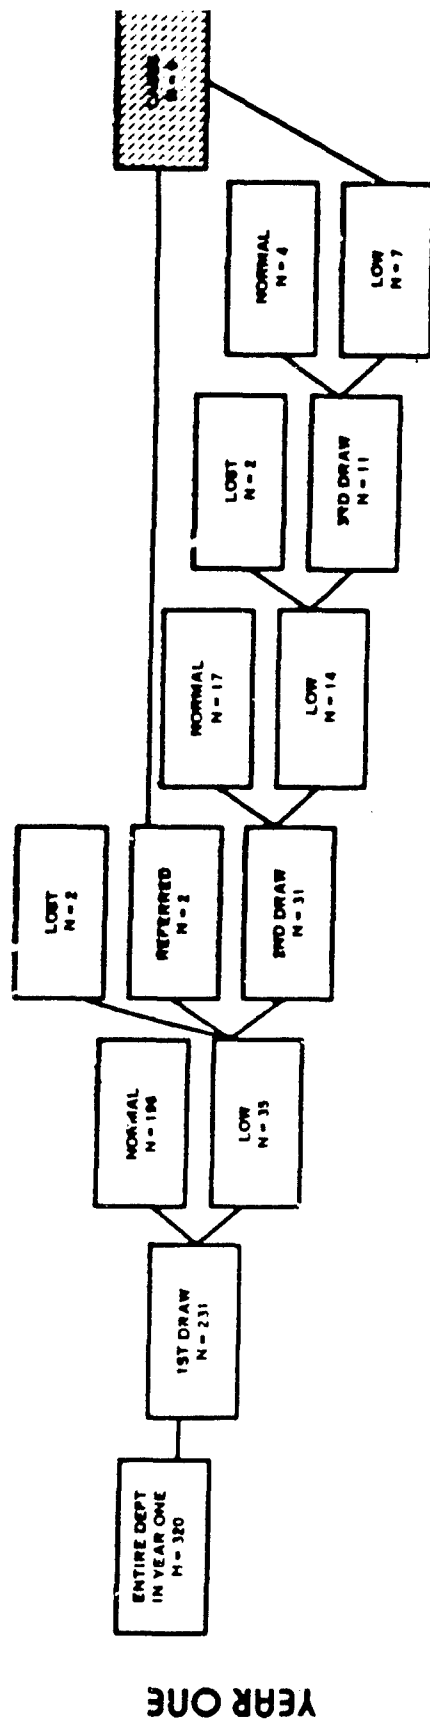 YEAR ONE
ENTIRE DEPT
IN YEAR ONE
N = 320
1ST DRAW
N = 231
NORMAL
N = 196
LOW
N = 35
LOST
N = 2
REFERRED
N = 2
2ND DRAW
N = 31
NORMAL
N = 17
LOW
N = 14
LOST
N = 2
3RD DRAW
N = 11
NORMAL
N = 4
LOW
N = 7